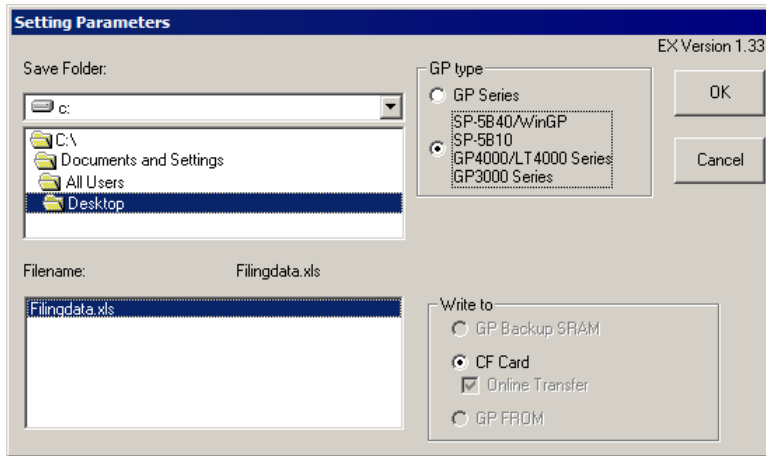 Setting Parameters
EX Version 1.33
Save Folder:
c:
C:\
Documents and Settings
All Users
Desktop
GP type
GP Series
SP-5B40/WinGP
SP-5B10
GP4000/LT4000 Series
GP3000 Series
OK
Cancel
Filename:
Filingdata.xls
Filingdata.xls
Write to
GP Backup SRAM
CF Card
Online Transfer
GP FROM